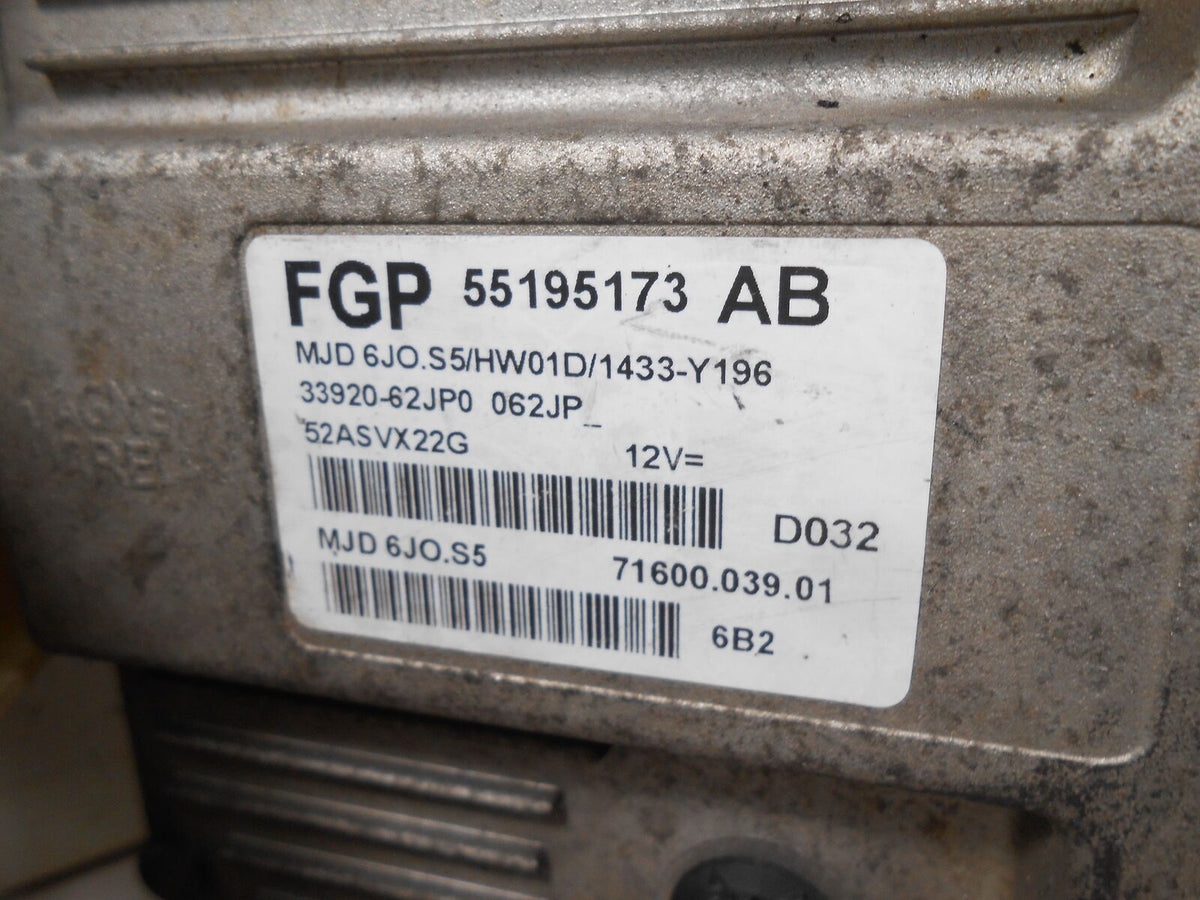 FGP 55195173 AB
MJD 6JO.S5/HW01D/1433-Y196
33920-62JP0 062JP_
52ASVX22G 12V=
D032
MJD 6JO.S5 71600.039.01
6B2